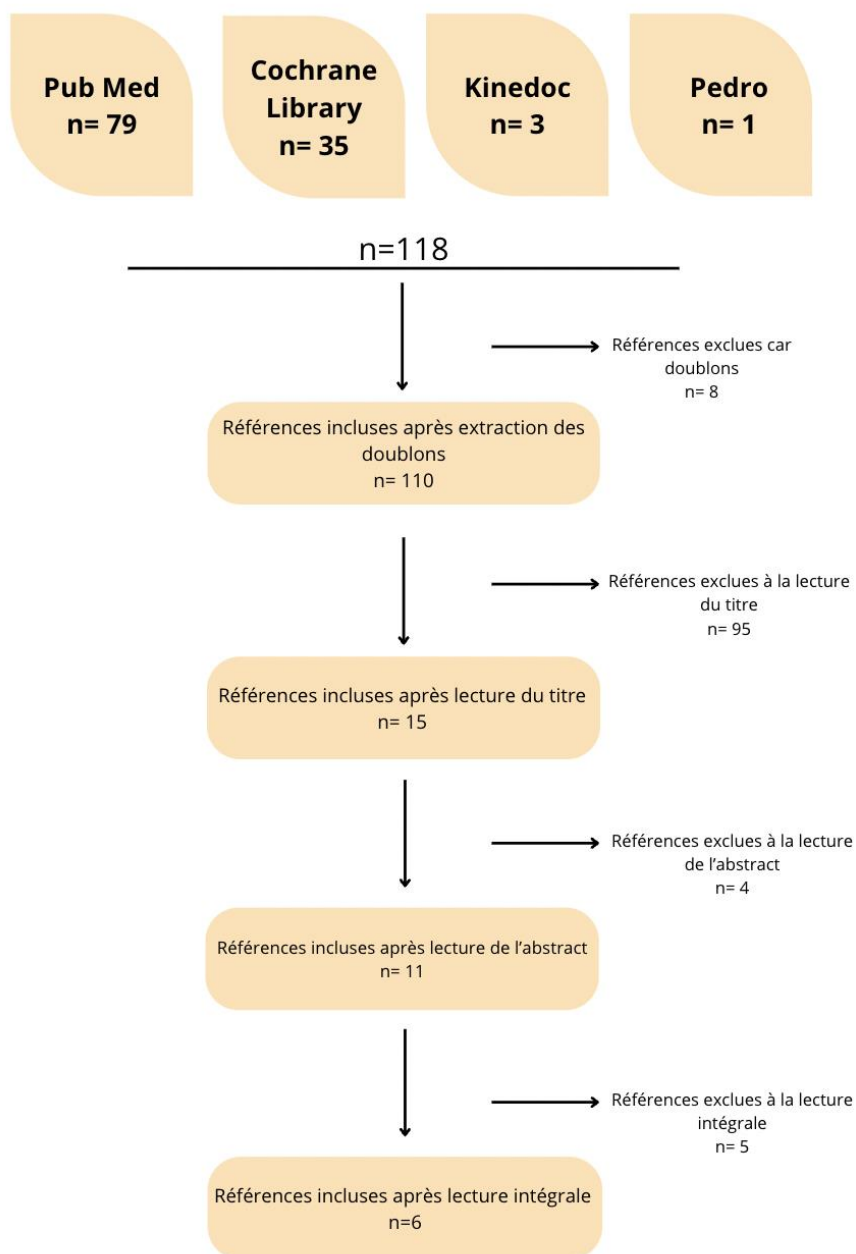 Pub Med
n= 79
Cochrane
Library
n= 35
Kinedoc
n= 3
Pedro
n= 1
n=118
Références exclues car
doublons
n= 8
Références incluses après extraction des
doublons
n= 110
Références exclues à la lecture
du titre
n= 95
Références incluses après lecture du titre
n= 15
Références exclues à la lecture
de l'abstract
n= 4
Références incluses après lecture de l'abstract
n= 11
Références exclues à la lecture
intégrale
n= 5
Références incluses après lecture intégrale
n=6